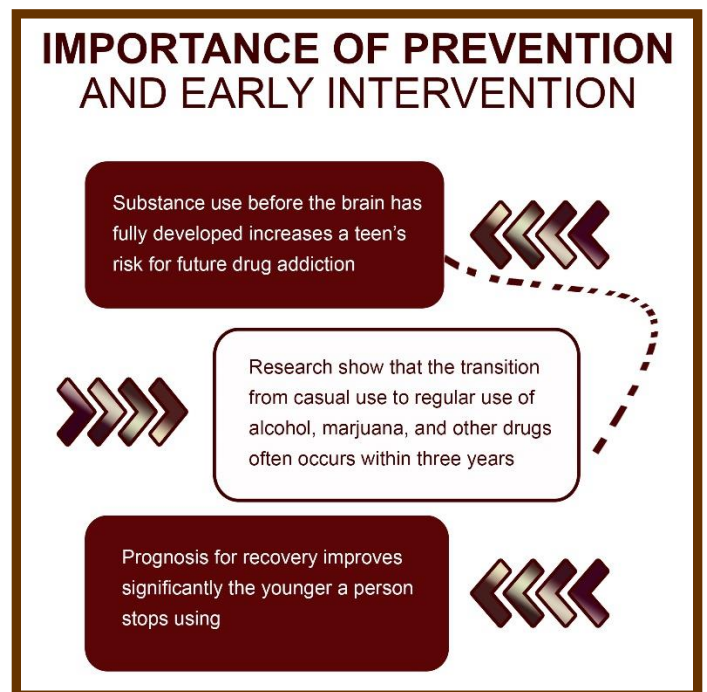 IMPORTANCE OF PREVENTION
AND EARLY INTERVENTION
Substance use before the brain has
fully developed increases a teen's
risk for future drug addiction
Research show that the transition
from casual use to regular use of
alcohol, marjuana, and other drugs
often occurs within three years
Prognosis for recovery improves
significantly the younger a person
stops using